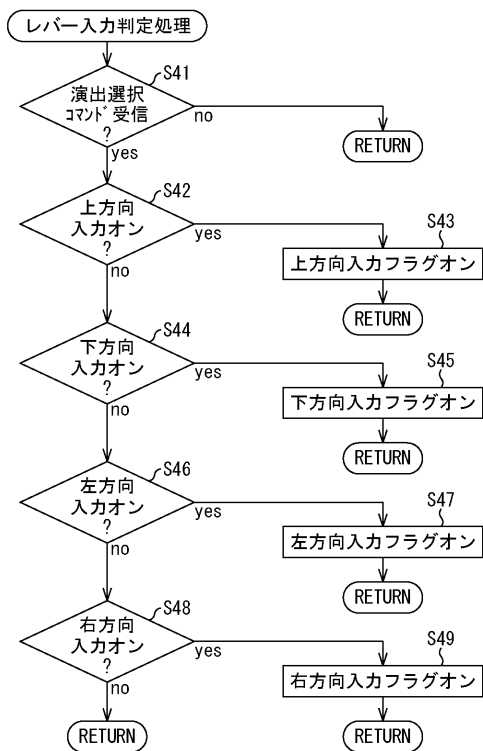 レバー入力判定処理
S41
演出選択
コマンド受信
?
no
yes
RETURN
S42
上方向
入力オン
?
yes
no
S43
上方向入力フラグオン
RETURN
S44
下方向
入力オン
?
yes
no
S45
下方向入力フラグオン
RETURN
S46
左方向
入力オン
?
yes
no
S47
左方向入力フラグオン
RETURN
S48
右方向
入力オン
?
yes
no
S49
右方向入力フラグオン
RETURN
RETURN